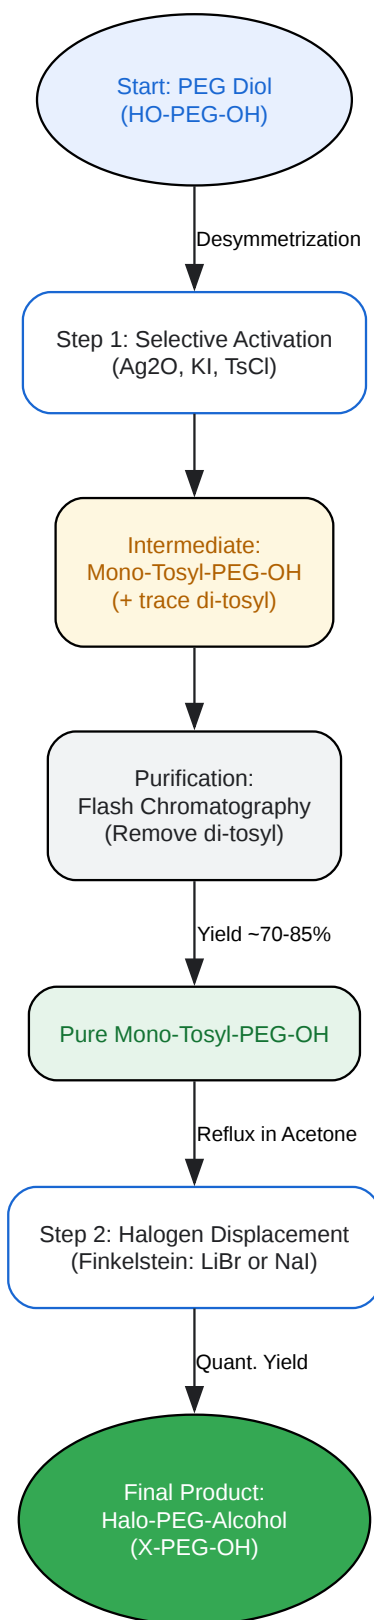 Start: PEG Diol
(HO-PEG-OH)
Desymmetrization
Step 1: Selective Activation
(Ag2O, KI, TsCl)
Intermediate:
Mono-Tosyl-PEG-OH
(+ trace di-tosyl)
Purification:
Flash Chromatography
(Remove di-tosyl)
Yield ~70-85%
Pure Mono-Tosyl-PEG-OH
Reflux in Acetone
Step 2: Halogen Displacement
(Finkelstein: LiBr or NaI)
Quant. Yield
Final Product:
Halo-PEG-Alcohol
(X-PEG-OH)